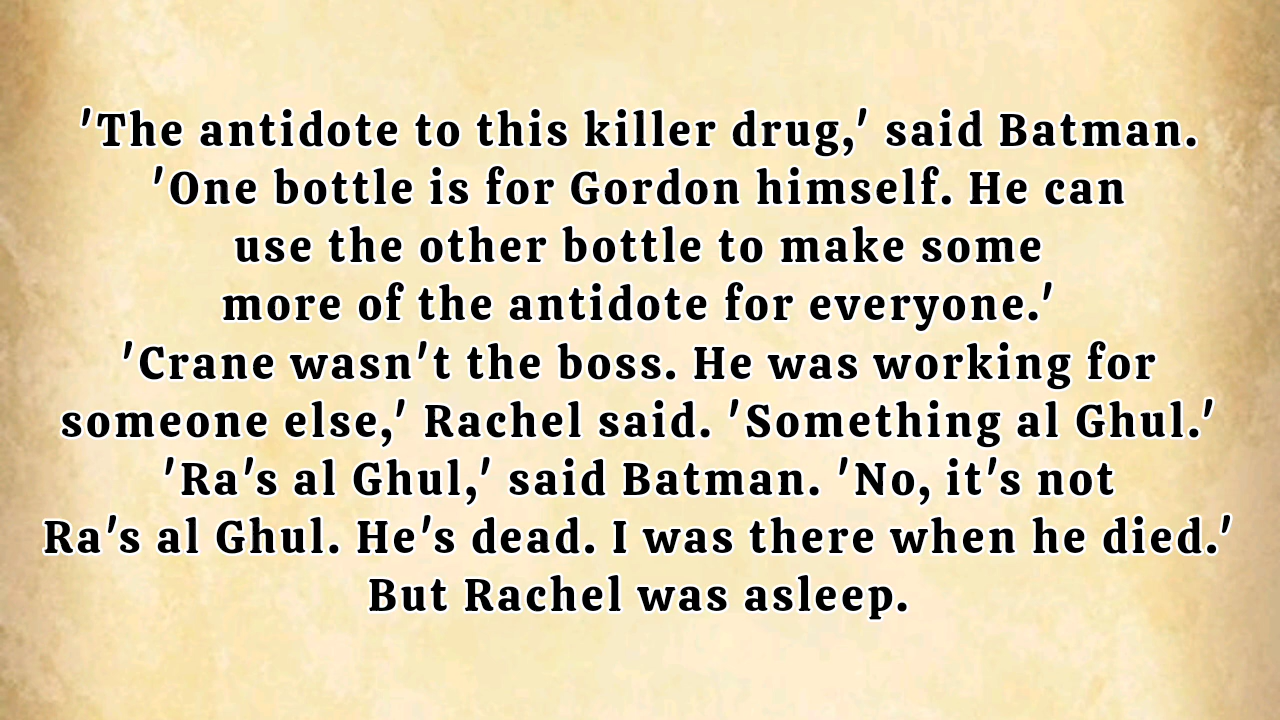 'The antidote to this killer drug,' said Batman.
'One bottle is for Gordon himself. He can
use the other bottle to make some
more of the antidote for everyone.'
'Crane wasn't the boss. He was working for
someone else,' Rachel said. 'Something al Ghul.'
'Ra's al Ghul,' said Batman. 'No, it's not
Ra's al Ghul. He's dead. I was there when he died.'
But Rachel was asleep.